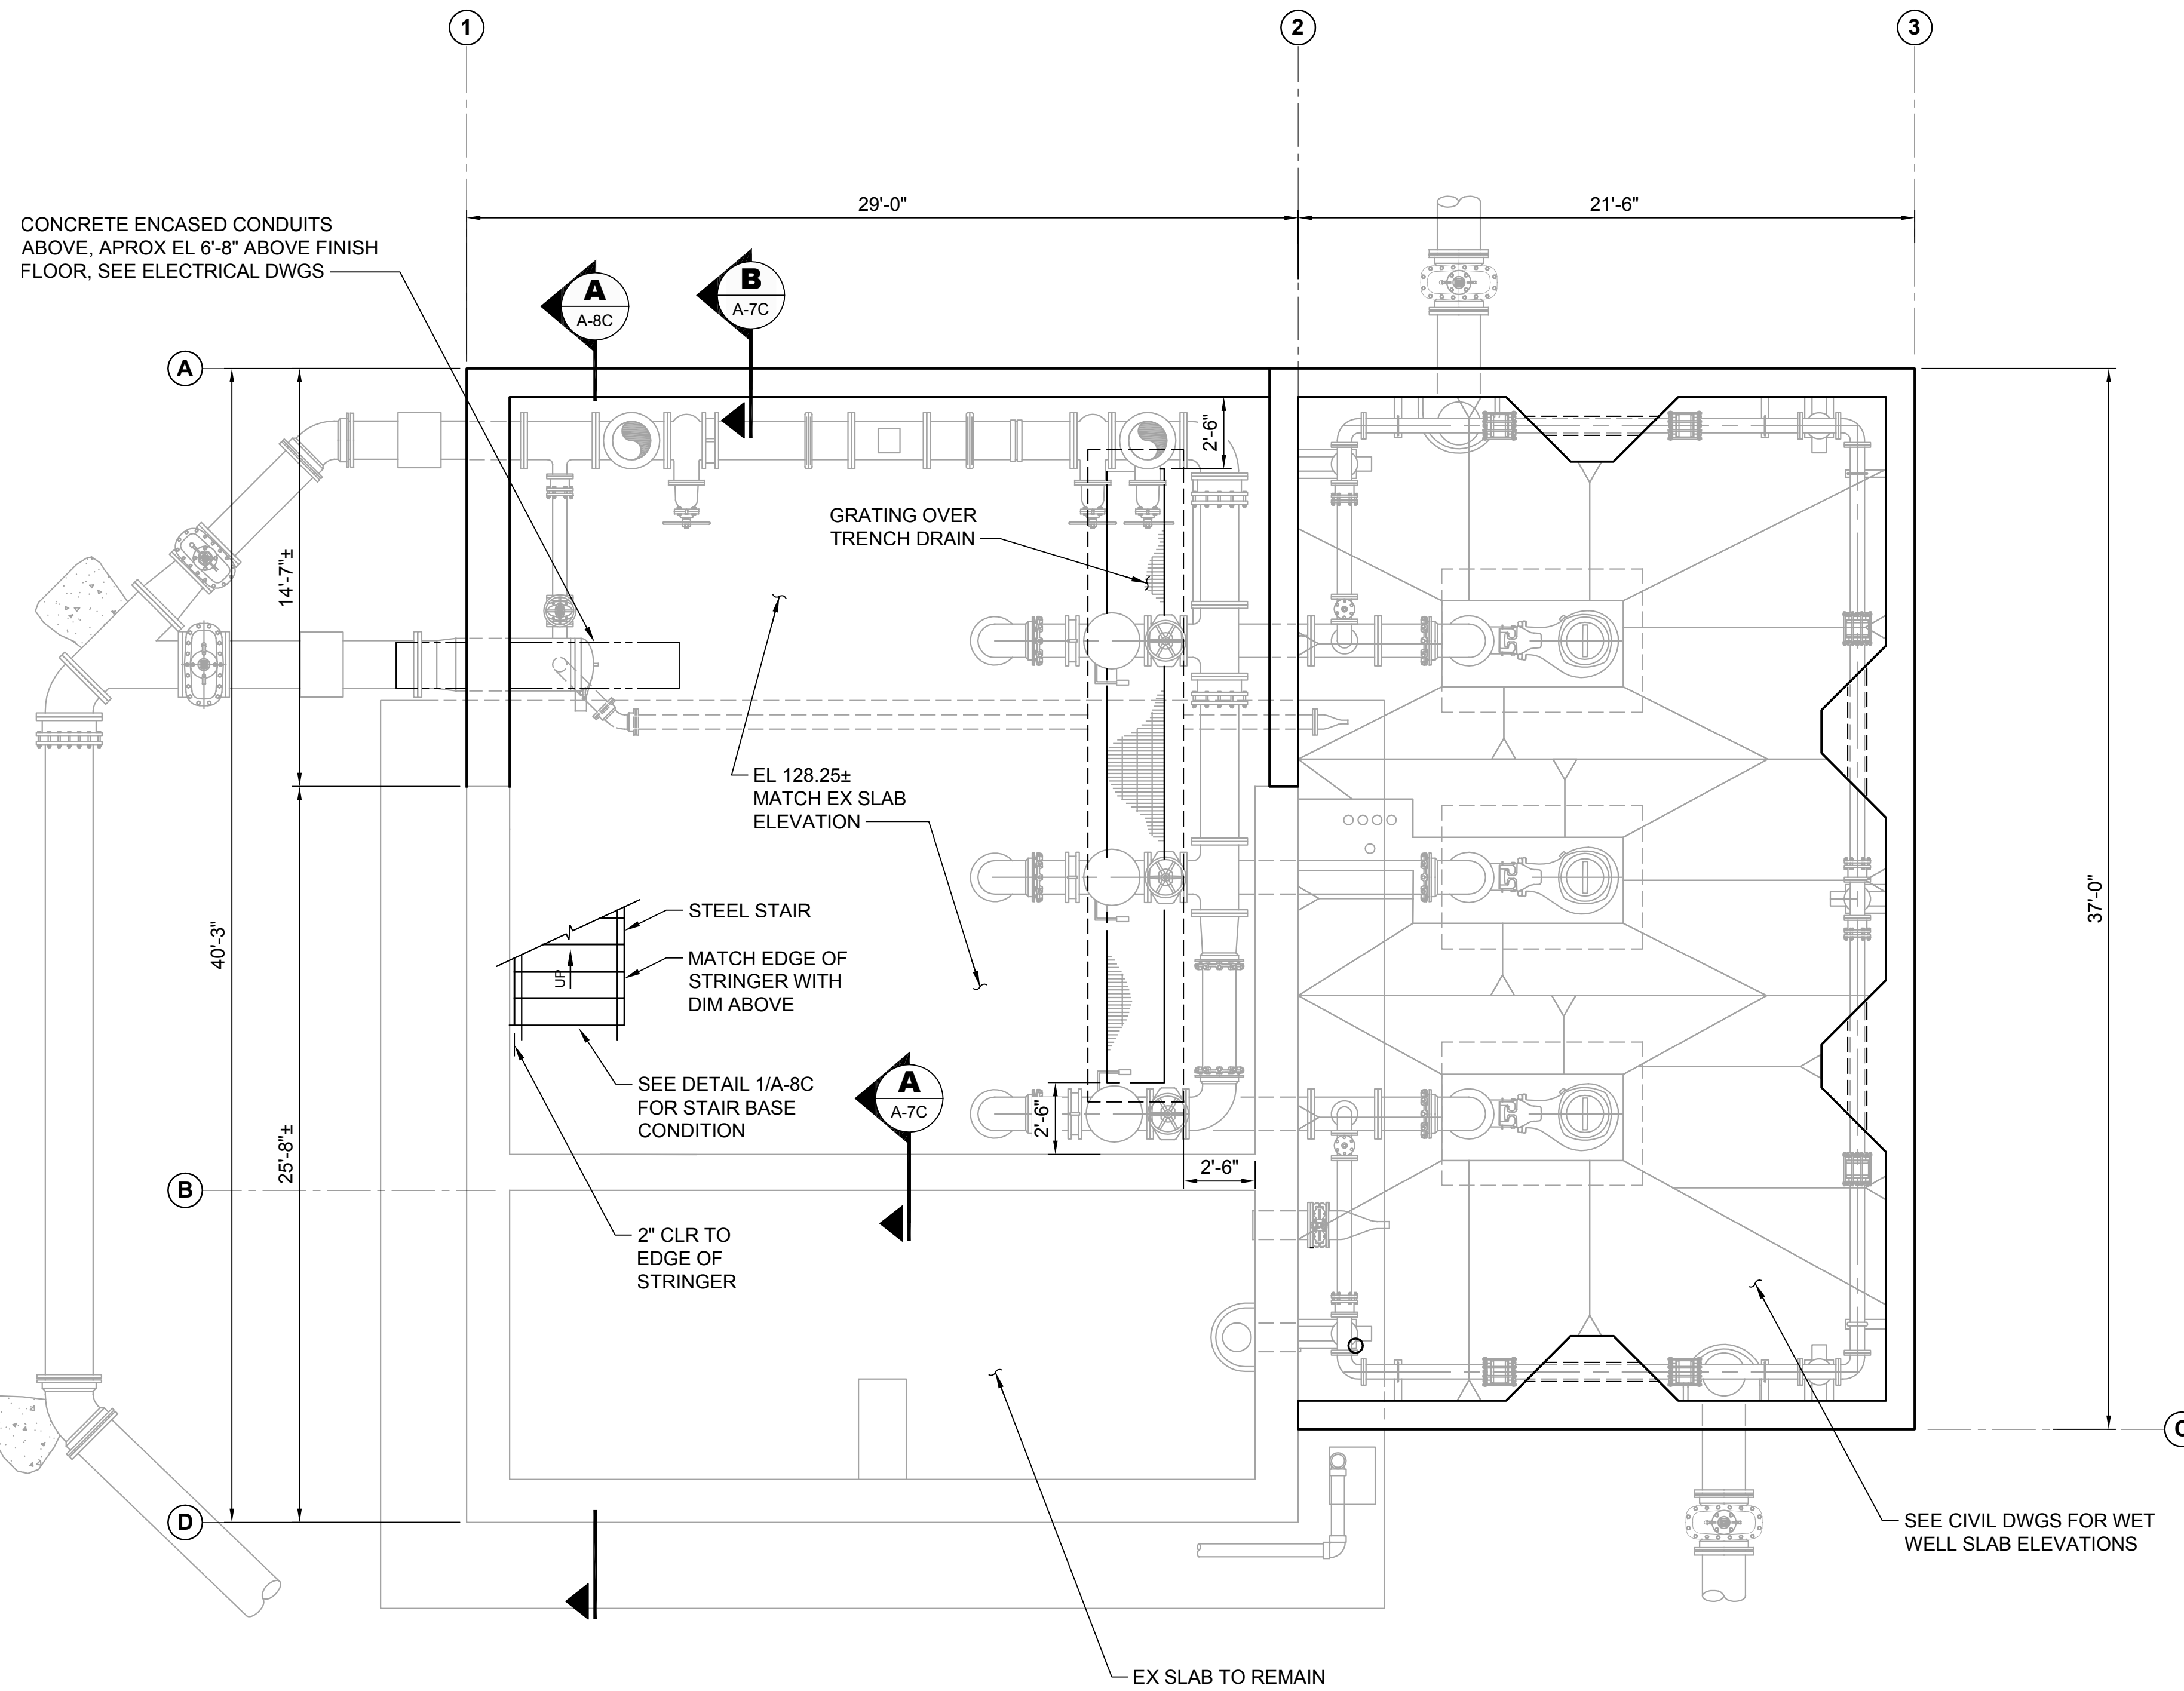 1
2
3
29'-0"
21'-6"
CONCRETE ENCASED CONDUITS
ABOVE, APROX EL 6'-8" ABOVE FINISH
FLOOR, SEE ELECTRICAL DWGS
A
A-8C
B
A-7C
A
2'-6"
GRATING OVER
TRENCH DRAIN
14'-7"±
EL 128.25±
MATCH EX SLAB
ELEVATION
STEEL STAIR
MATCH EDGE OF
STRINGER WITH
DIM ABOVE
UP
40'-3"
37'-0"
SEE DETAIL 1/A-8C
FOR STAIR BASE
CONDITION
A
A-7C
2'-6"
25'-8"±
2'-6"
B
2" CLR TO
EDGE OF
STRINGER
C
D
SEE CIVIL DWGS FOR WET
WELL SLAB ELEVATIONS
EX SLAB TO REMAIN